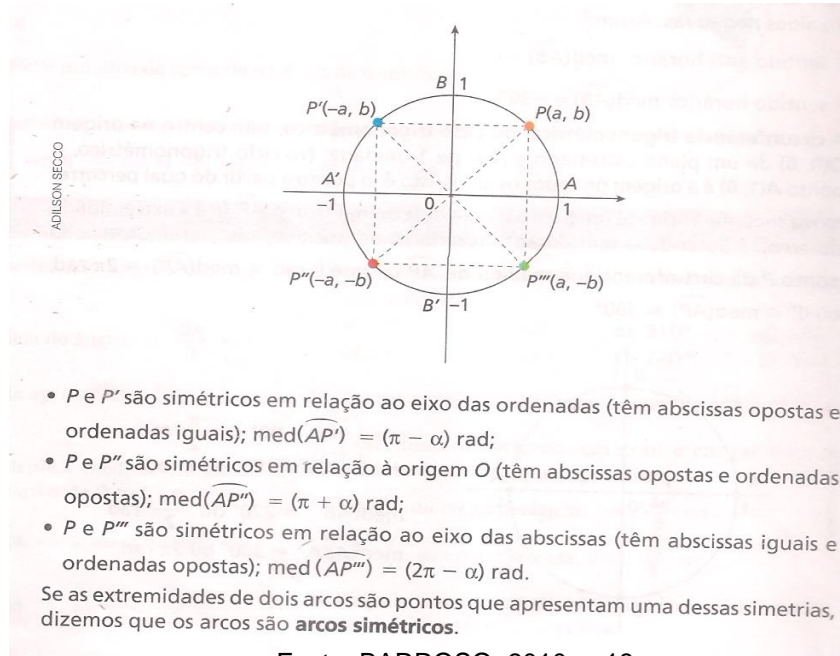 B 1
P'(–a, b)
P(a, b)
ADILSON SECCO
A'
A
–1
0
1
P"(–a, –b)
P'"(a, –b)
B' –1
• P e P' são simétricos em relação ao eixo das ordenadas (têm abscissas opostas e
ordenadas iguais); med(AP') = (π – α) rad;
• P e P" são simétricos em relação à origem O (têm abscissas opostas e ordenadas
opostas); med(AP") = (π + α) rad;
• P e P'" são simétricos em relação ao eixo das abscissas (têm abscissas iguais e
ordenadas opostas); med (AP'") = (2π – α) rad.
Se as extremidades de dois arcos são pontos que apresentam uma dessas simetrias,
dizemos que os arcos são arcos simétricos.